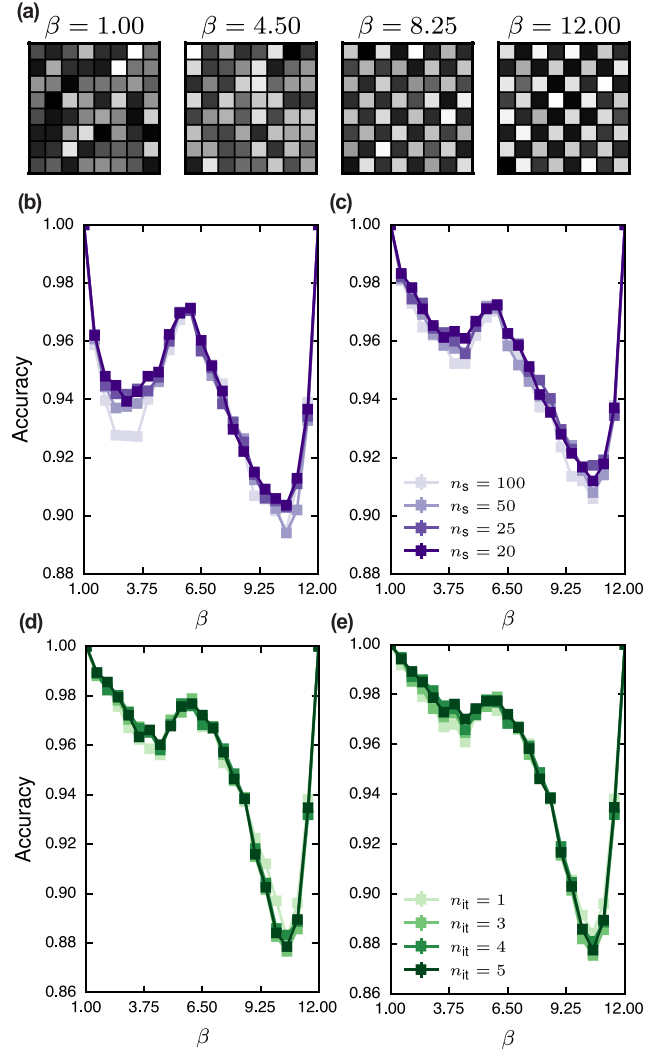 (a)
β = 1.00 β = 4.50 β = 8.25 β = 12.00
(b) (c)
1.00
0.98
0.96
0.94
0.92
0.90
0.88
Accuracy
1.00 3.75 6.50 9.25 12.00
β
n_s = 100
n_s = 50
n_s = 25
n_s = 20
1.00 3.75 6.50 9.25 12.00
β
(d) (e)
1.00
0.98
0.96
0.94
0.92
0.90
0.88
0.86
Accuracy
1.00 3.75 6.50 9.25 12.00
β
n_it = 1
n_it = 3
n_it = 4
n_it = 5
1.00 3.75 6.50 9.25 12.00
β